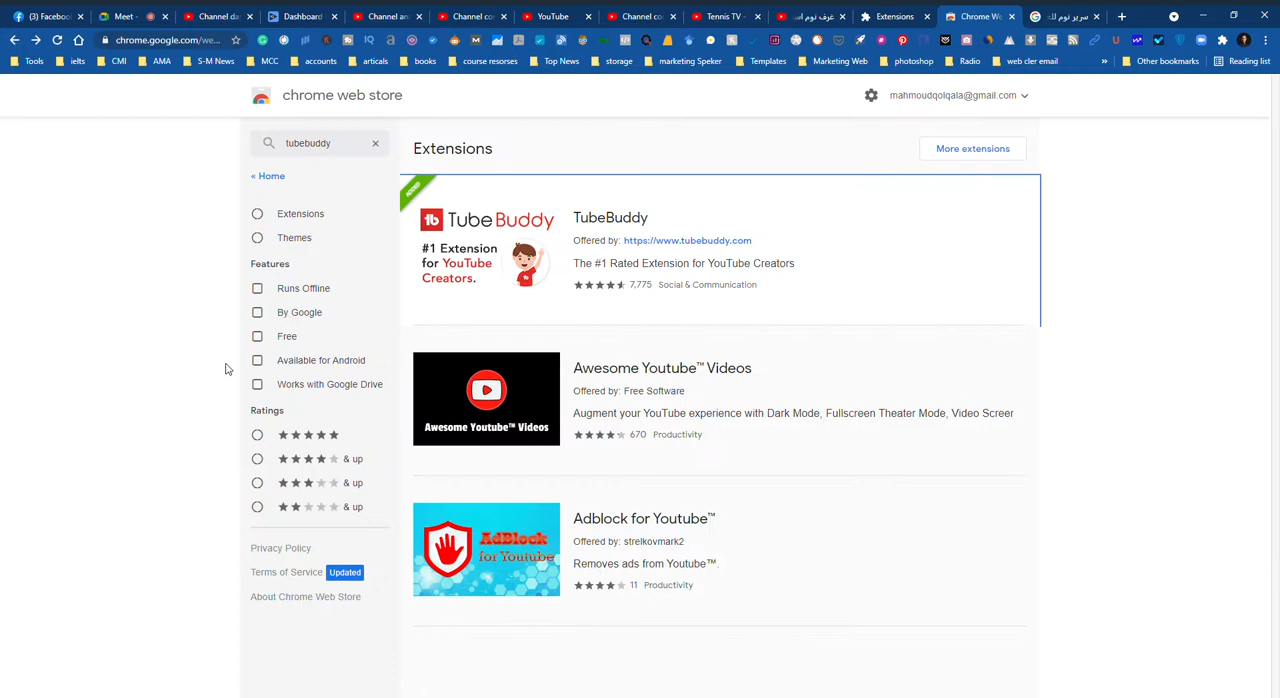 (3) Facebook
Meet -
Channel da
Dashboard
Channel an
Channel co
YouTube
Channel co
Tennis TV -
غرف نوم اس
Extensions
Chrome We
سرير نوم للـ
chrome.google.com/we...
Tools
ielts
CMI
AMA
S-M News
MCC
accounts
articals
books
course resorses
Top News
storage
marketing Speker
Templates
Marketing Web
photoshop
Radio
web cler email
»
Other bookmarks
Reading list
chrome web store
mahmoudqolqala@gmail.com
tubebuddy
« Home
Extensions
Themes
Features
Runs Offline
By Google
Free
Available for Android
Works with Google Drive
Ratings
& up
& up
& up
Privacy Policy
Terms of Service Updated
About Chrome Web Store
Extensions
More extensions
ADDED
TubeBuddy
#1 Extension
for YouTube
Creators.
TubeBuddy
Offered by: https://www.tubebuddy.com
The #1 Rated Extension for YouTube Creators
7,775 Social & Communication
Awesome Youtube™ Videos
Awesome Youtube™ Videos
Offered by: Free Software
Augment your YouTube experience with Dark Mode, Fullscreen Theater Mode, Video Screer
670 Productivity
AdBlock
for Youtube
Adblock for Youtube™
Offered by: strelkovmark2
Removes ads from Youtube™.
11 Productivity